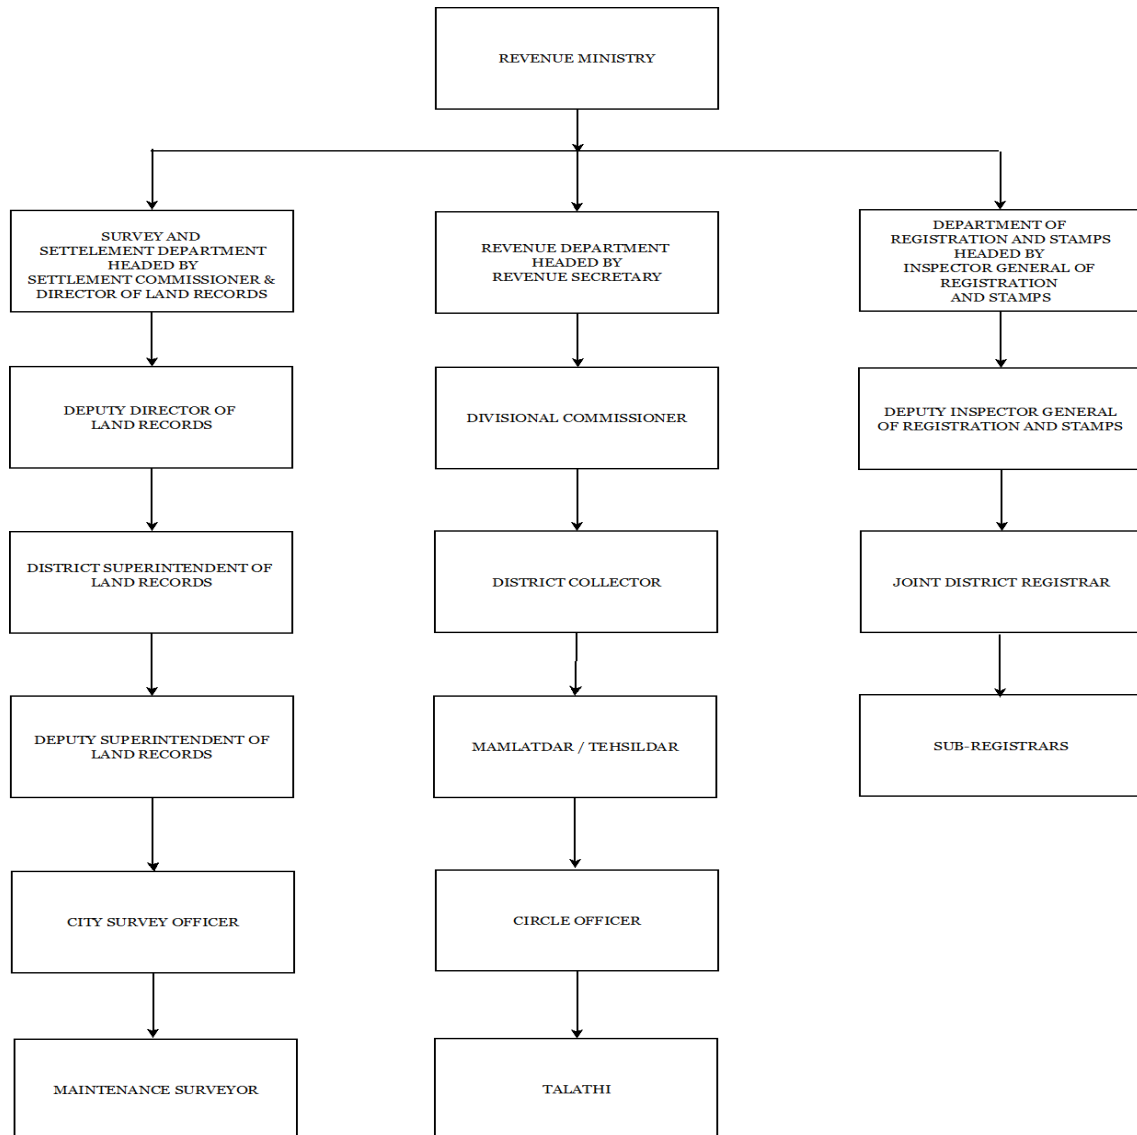 REVENUE MINISTRY
SURVEY AND
SETTELEMENT DEPARTMENT
HEADED BY
SETTLEMENT COMMISSIONER &
DIRECTOR OF LAND RECORDS
REVENUE DEPARTMENT
HEADED BY
REVENUE SECRETARY
DEPARTMENT OF
REGISTRATION AND STAMPS
HEADED BY
INSPECTOR GENERAL OF
REGISTRATION
AND STAMPS
DEPUTY DIRECTOR OF
LAND RECORDS
DIVISIONAL COMMISSIONER
DEPUTY INSPECTOR GENERAL
OF REGISTRATION AND STAMPS
DISTRICT SUPERINTENDENT OF
LAND RECORDS
DISTRICT COLLECTOR
JOINT DISTRICT REGISTRAR
DEPUTY SUPERINTENDENT OF
LAND RECORDS
MAMLATDAR / TEHSILDAR
SUB-REGISTRARS
CITY SURVEY OFFICER
CIRCLE OFFICER
MAINTENANCE SURVEYOR
TALATHI